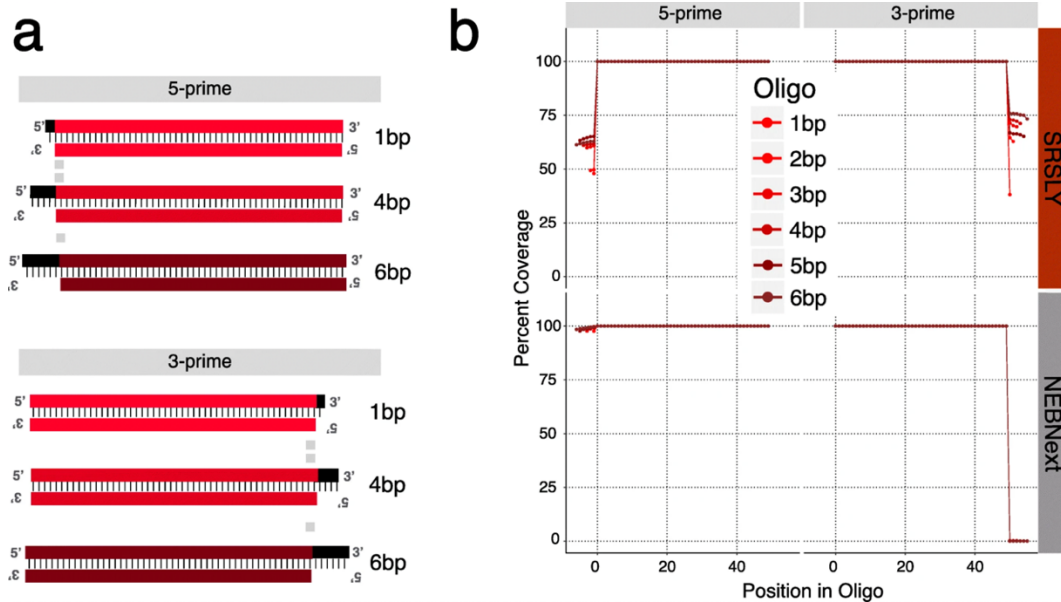 a
5-prime
5' 3'
1bp
3' 5'
5' 3'
4bp
3' 5'
5' 3'
6bp
3' 5'
3-prime
5' 3'
1bp
3' 5'
5' 3'
4bp
3' 5'
5' 3'
6bp
3' 5'
b
5-prime 3-prime
100
75
50
25
0
Oligo
1bp
2bp
3bp
4bp
5bp
6bp
SRSLY
Percent Coverage
100
75
50
25
0
NEBNext
0 20 40 0 20 40
Position in Oligo